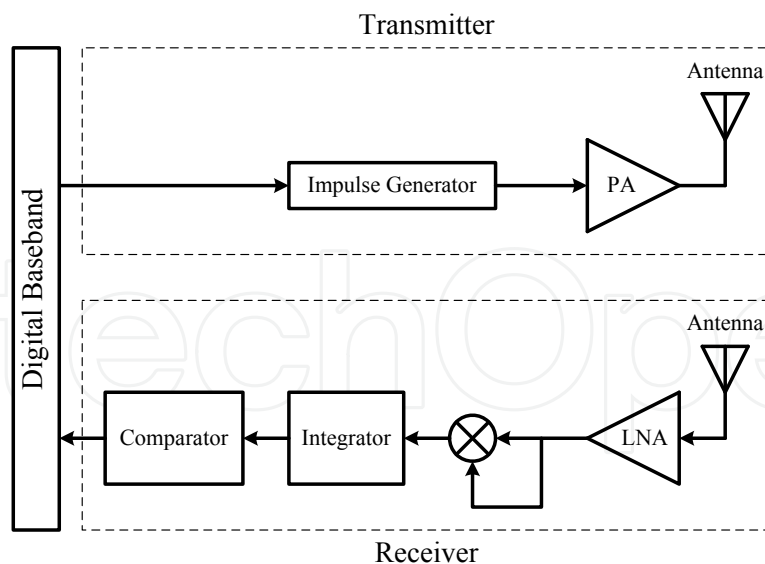 Transmitter
Antenna
Impulse Generator
PA
Digital Baseband
Antenna
Comparator
Integrator
LNA
Receiver